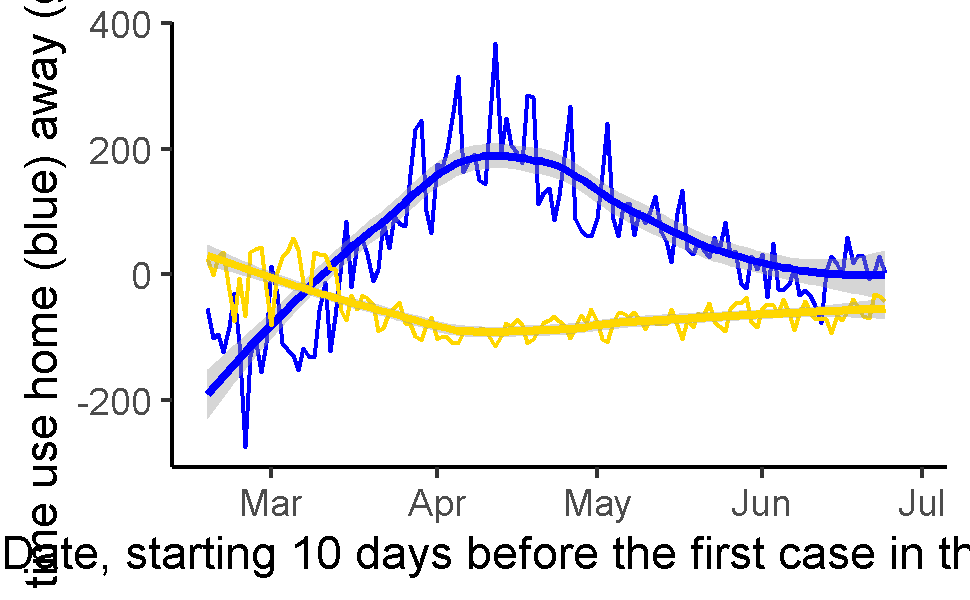 time use home (blue) away (
400
200
0
-200
Mar Apr May Jun Jul
Date, starting 10 days before the first case in th